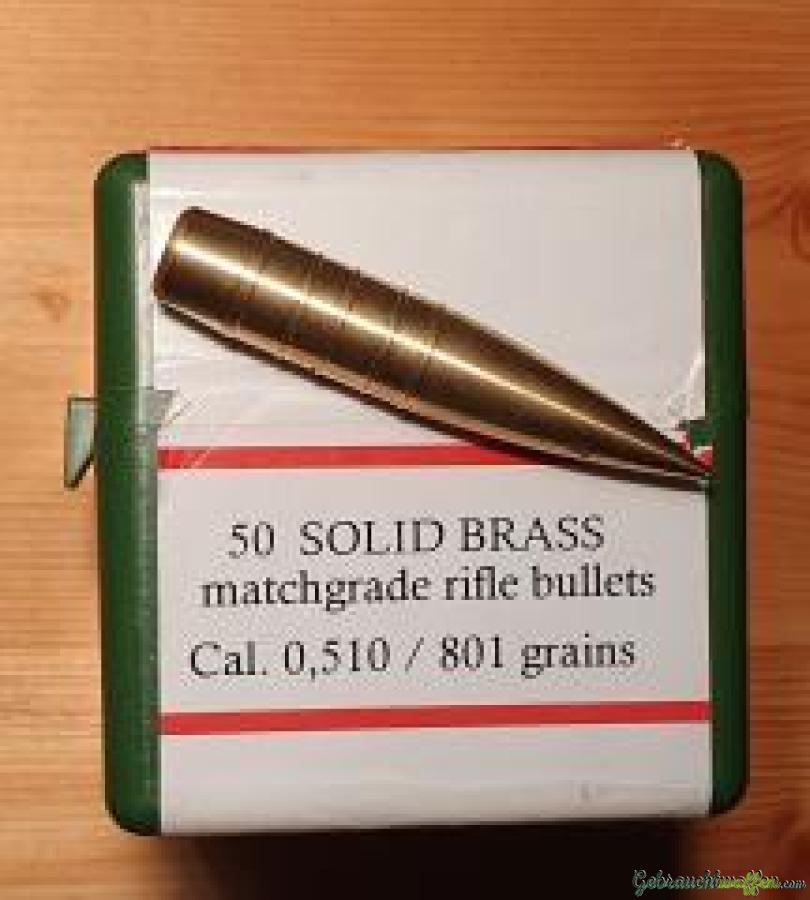 50 SOLID BRASS
matchgrade rifle bullets
Cal. 0,510 / 801 grains
Gebrauchtwaffen.com